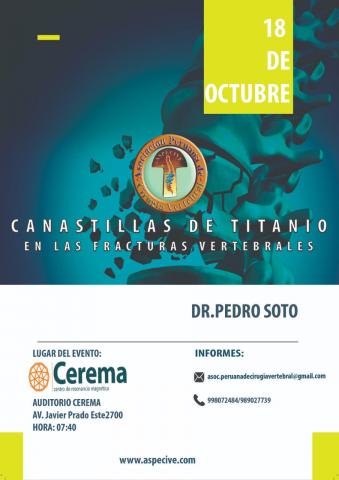 18
DE
OCTUBRE
CANASTILLAS DE TITANIO
EN LAS FRACTURAS VERTEBRALES
DR.PEDRO SOTO
LUGAR DEL EVENTO:
Cerema
centro de resonancia magnética
AUDITORIO CEREMA
AV. Javier Prado Este2700
HORA: 07:40
INFORMES:
asoc.peruanadecirugiavertebral@gmail.com
998072484/989027739
www.aspecive.com